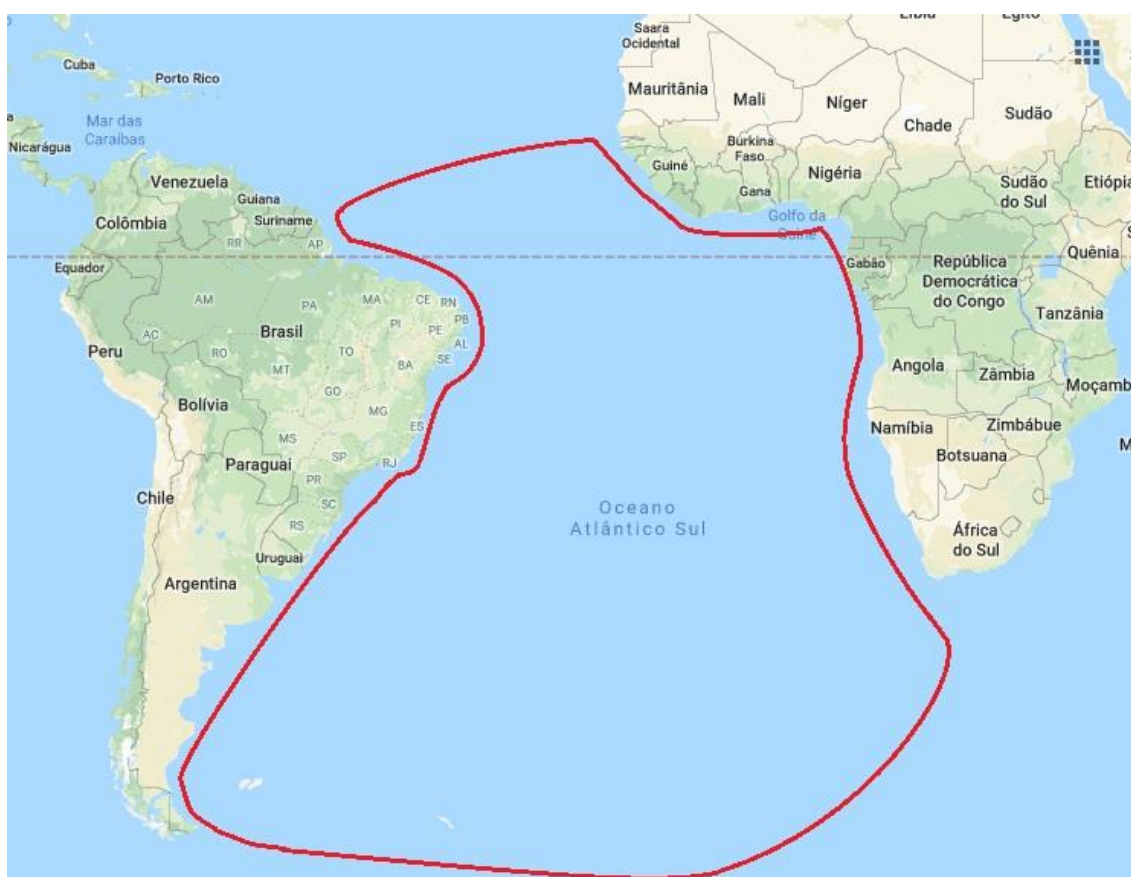 Líbia
Egito
Saara
Ocidental
Cuba
Porto Rico
Mauritânia
Mali
Níger
Sudão
Chade
Mar das
Caraíbas
Nicarágua
Burkina
Faso
Guiné
Nigéria
Venezuela
Guiana
Suriname
Gana
Sudão
do Sul
Etiópia
Colômbia
Golfo da
Guiné
RR
AP
Quênia
Equador
Gabão
República
Democrática
do Congo
AM
PA
MA
CE
RN
Brasil
PI
PB
PE
Tanzânia
AC
RO
TO
AL
SE
Peru
MT
BA
Angola
Zâmbia
Moçamb
GO
Bolívia
MG
ES
Namíbia
Zimbábue
MS
Botsuana
Paraguai
SP
RJ
PR
Chile
SC
Oceano
Atlântico Sul
RS
África
do Sul
Uruguai
Argentina